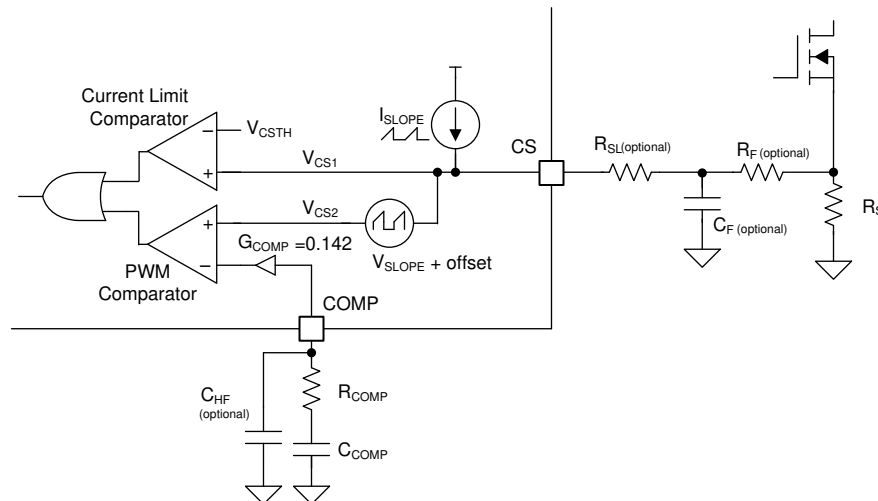 Current Limit
Comparator
V_CSTH
I_SLOPE
V_CS1
CS
R_SL(optional)
R_F (optional)
C_F (optional)
V_CS2
G_COMP =0.142
V_SLOPE + offset
PWM
Comparator
COMP
C_HF
(optional)
R_COMP
C_COMP